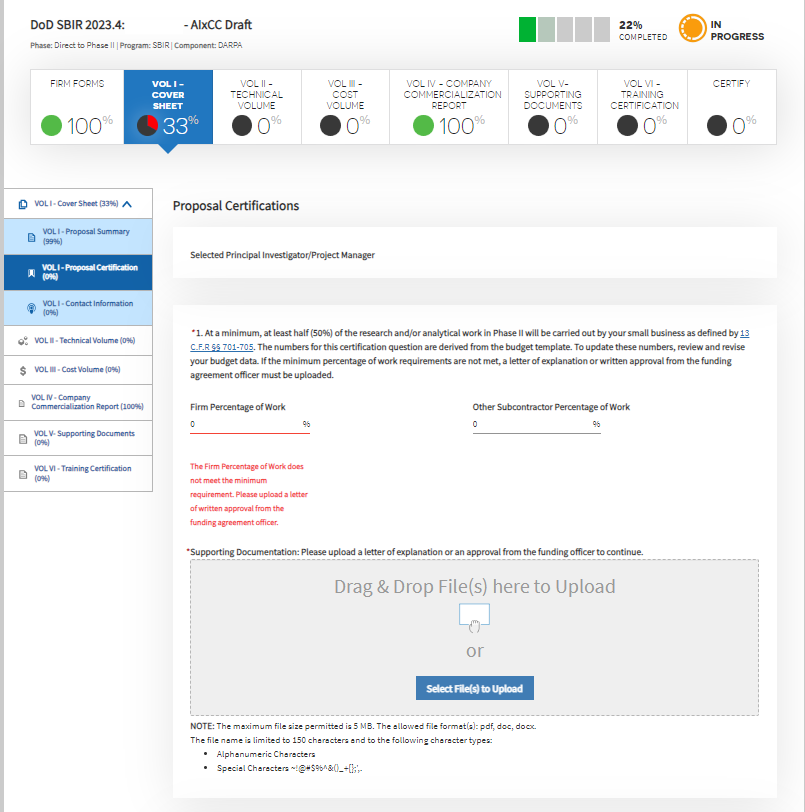 DoD SBIR 2023.4: - AIxCC Draft
Phase: Direct to Phase II | Program: SBIR | Component: DARPA
22%
COMPLETED
IN
PROGRESS
FIRM FORMS
100%
VOL I -
COVER
SHEET
33%
VOL II -
TECHNICAL
VOLUME
0%
VOL III -
COST
VOLUME
0%
VOL IV - COMPANY
COMMERCIALIZATION
REPORT
100%
VOL V-
SUPPORTING
DOCUMENTS
0%
VOL VI -
TRAINING
CERTIFICATION
0%
CERTIFY
0%
VOL I - Cover Sheet (33%)
VOL I - Proposal Summary
(99%)
VOL I - Proposal Certification
(0%)
VOL I - Contact Information
(0%)
VOL II - Technical Volume (0%)
VOL III - Cost Volume (0%)
VOL IV - Company
Commercialization Report (100%)
VOL V- Supporting Documents
(0%)
VOL VI - Training Certification
(0%)
Proposal Certifications
Selected Principal Investigator/Project Manager
*1. At a minimum, at least half (50%) of the research and/or analytical work in Phase II will be carried out by your small business as defined by 13
C.F.R §§ 701-705. The numbers for this certification question are derived from the budget template. To update these numbers, review and revise
your budget data. If the minimum percentage of work requirements are not met, a letter of explanation or written approval from the funding
agreement officer must be uploaded.
Firm Percentage of Work
0 %
Other Subcontractor Percentage of Work
0 %
The Firm Percentage of Work does
not meet the minimum
requirement. Please upload a letter
of written approval from the
funding agreement officer.
*Supporting Documentation: Please upload a letter of explanation or an approval from the funding officer to continue.
Drag & Drop File(s) here to Upload
or
Select File(s) to Upload
NOTE: The maximum file size permitted is 5 MB. The allowed file format(s): pdf, doc, docx.
The file name is limited to 150 characters and to the following character types:
• Alphanumeric Characters
• Special Characters ~!@#$%^&()_+{};',.